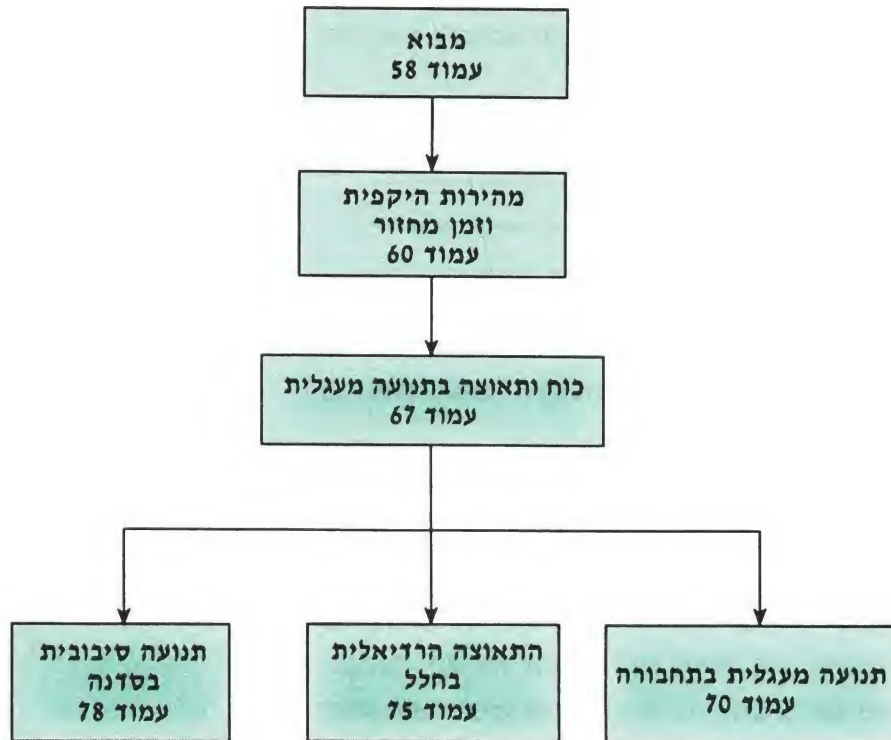 מבוא
עמוד 58
מהירות היקפית
וזמן מחזור
עמוד 60
כוח ותאוצה בתנועה מעגלית
עמוד 67
תנועה מעגלית בתחבורה
עמוד 70
התאוצה הרדיאלית
בחלל
עמוד 75
תנועה סיבובית
בסדנה
עמוד 78